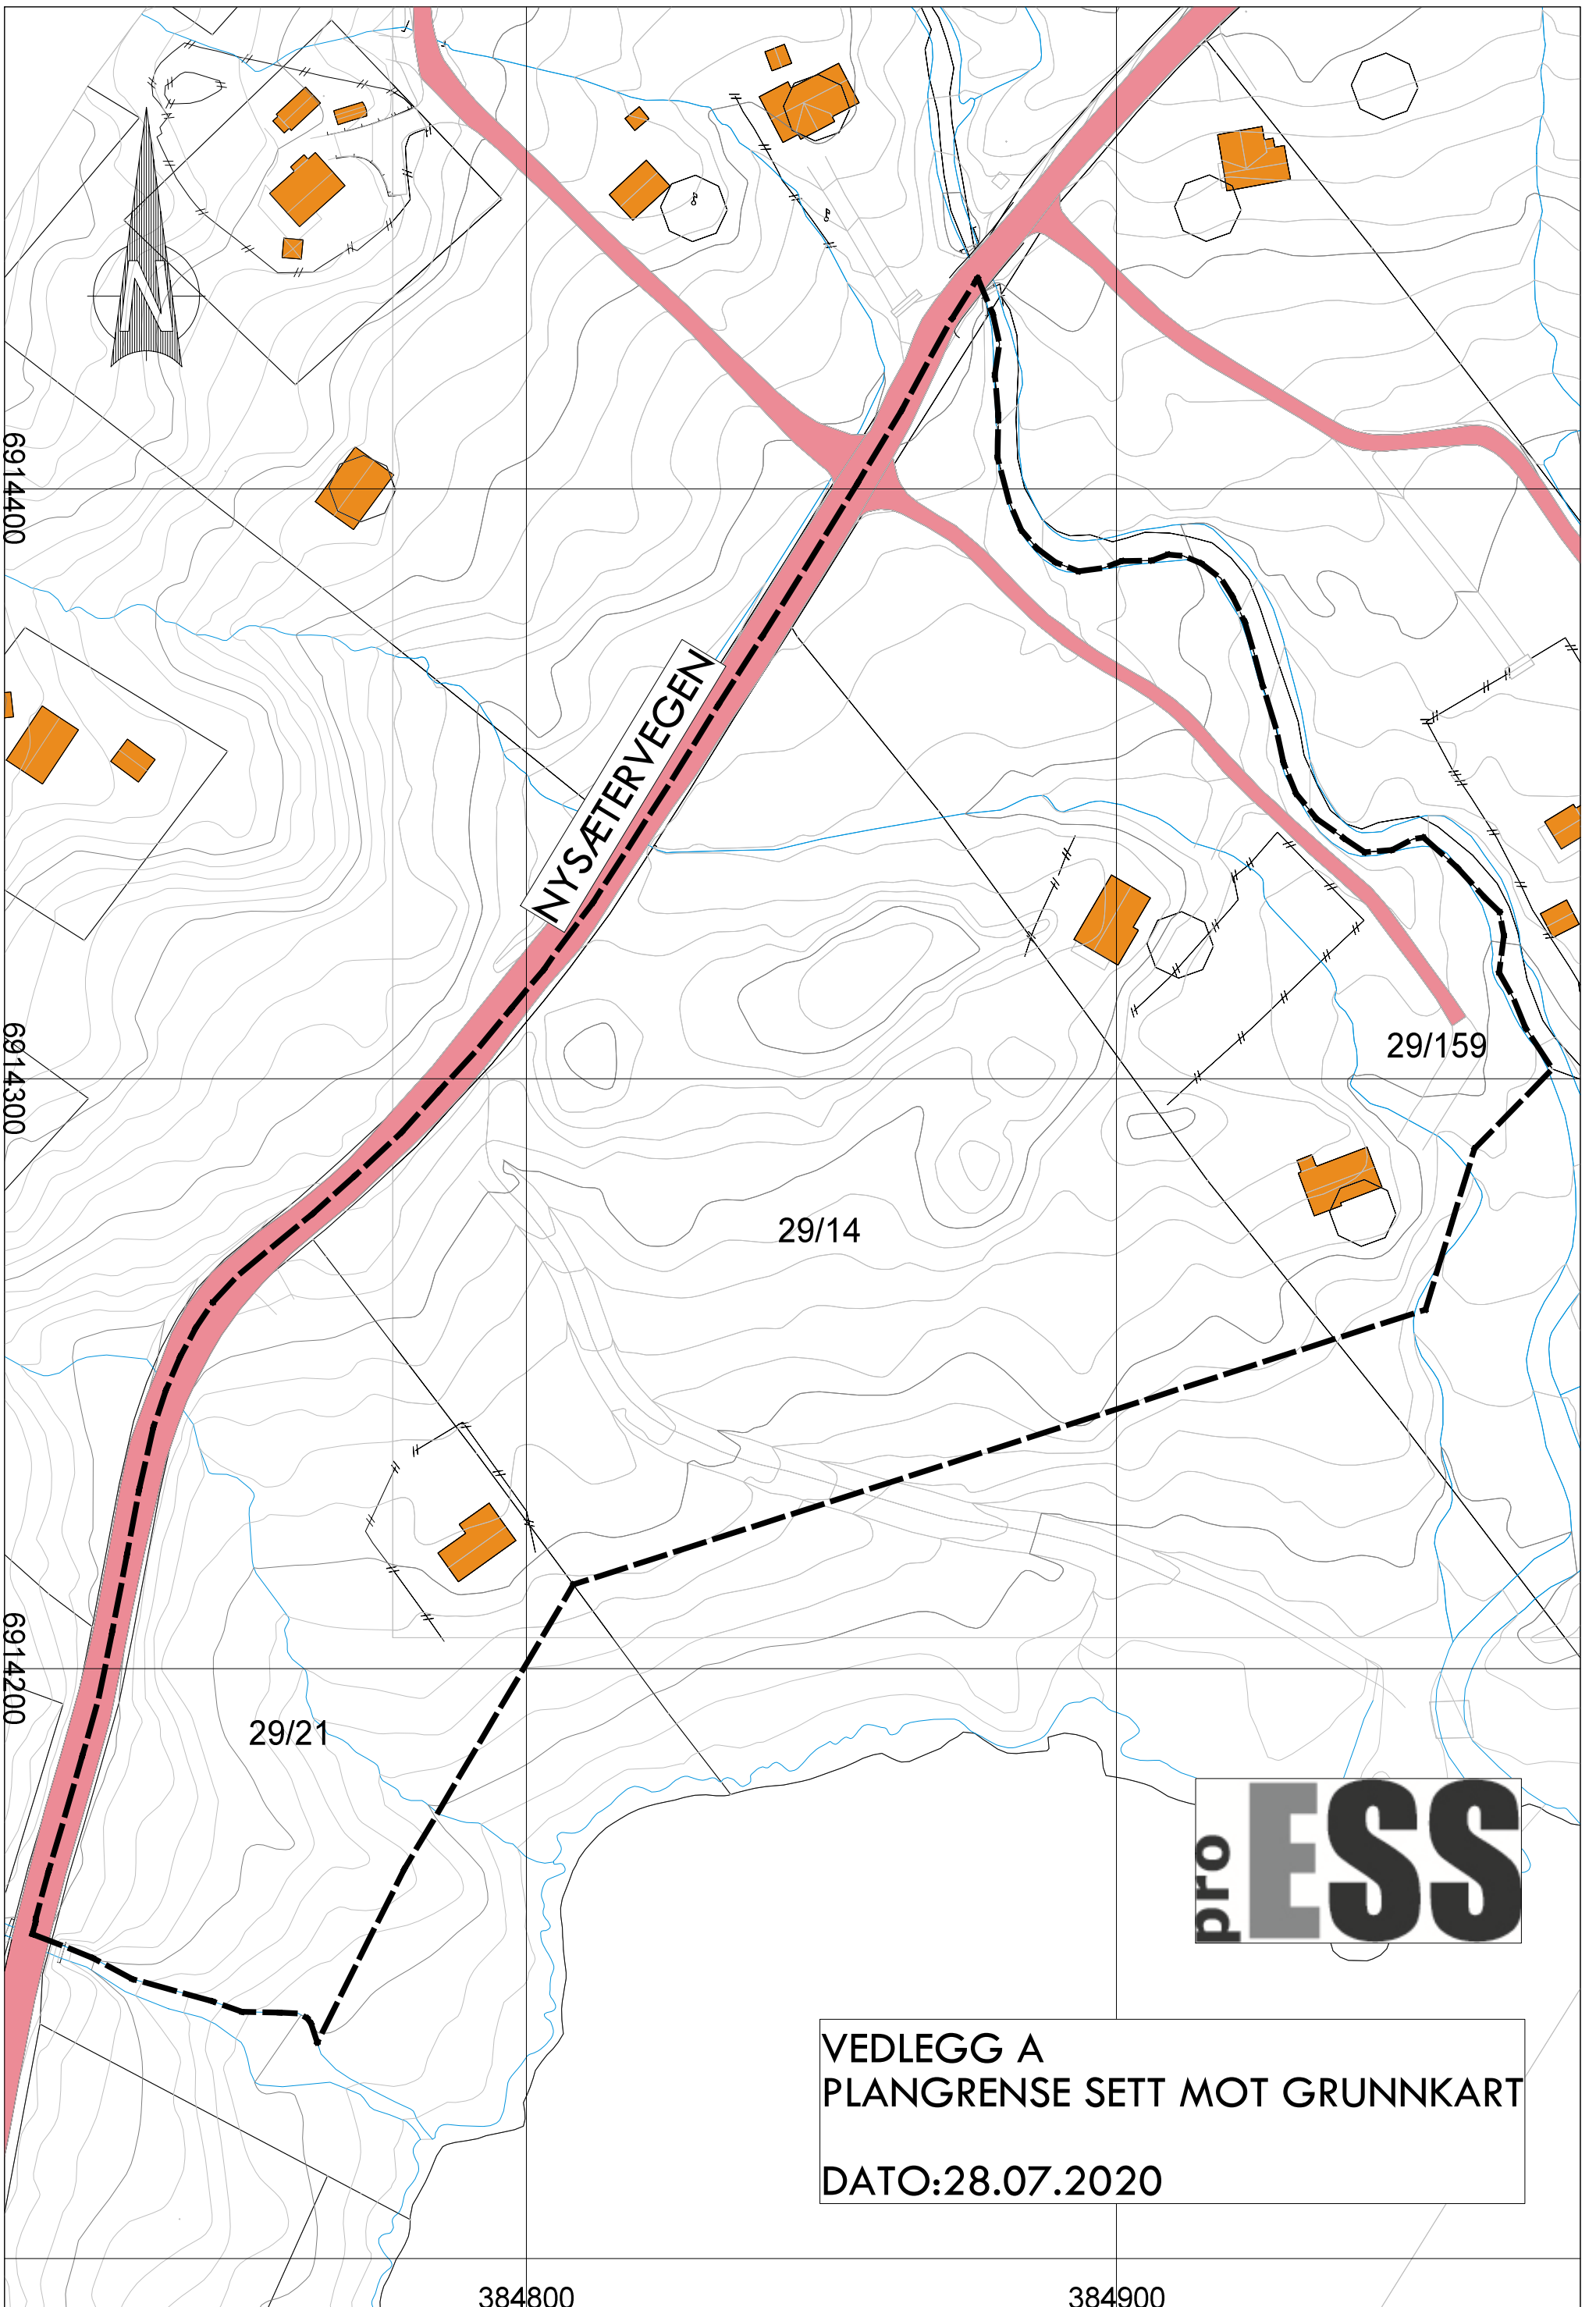 N
6914400
NYSÆTERVEGEN
6914300
29/159
29/14
6914200
29/21
pro ESS
VEDLEGG A
PLANGRENSE SETT MOT GRUNNKART
DATO:28.07.2020
384800
384900